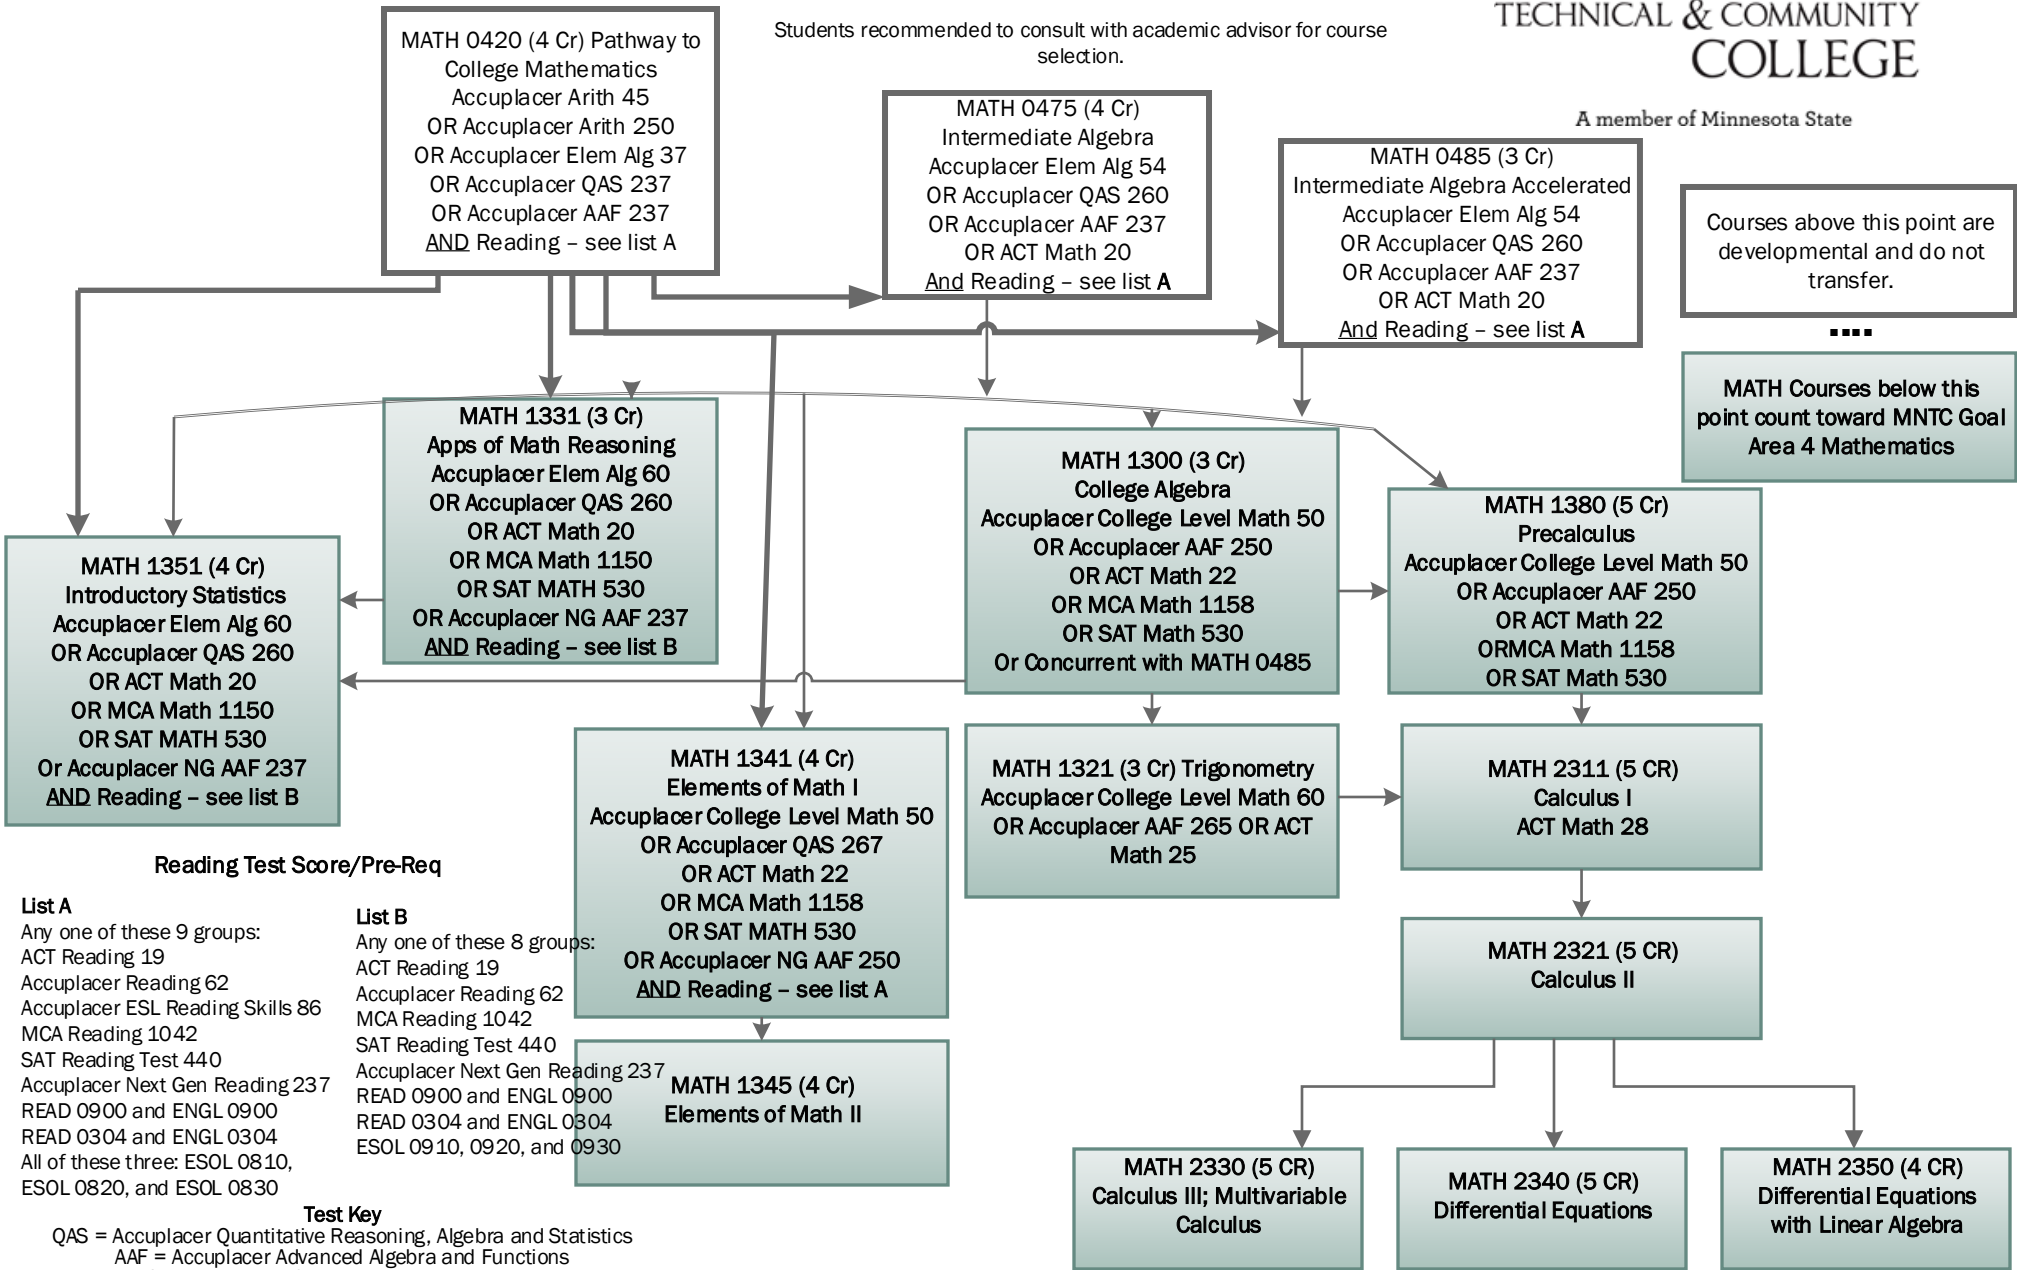 TECHNICAL & COMMUNITY
COLLEGE
A member of Minnesota State
Students recommended to consult with academic advisor for course
selection.
MATH 0420 (4 Cr) Pathway to
College Mathematics
Accuplacer Arith 45
OR Accuplacer Arith 250
OR Accuplacer Elem Alg 37
OR Accuplacer QAS 237
OR Accuplacer AAF 237
AND Reading – see list A
MATH 0475 (4 Cr)
Intermediate Algebra
Accuplacer Elem Alg 54
OR Accuplacer QAS 260
OR Accuplacer AAF 237
OR ACT Math 20
And Reading – see list A
MATH 0485 (3 Cr)
Intermediate Algebra Accelerated
Accuplacer Elem Alg 54
OR Accuplacer QAS 260
OR Accuplacer AAF 237
OR ACT Math 20
And Reading – see list A
Courses above this point are
developmental and do not
transfer.
MATH Courses below this
point count toward MNTC Goal
Area 4 Mathematics
MATH 1331 (3 Cr)
Apps of Math Reasoning
Accuplacer Elem Alg 60
OR Accuplacer QAS 260
OR ACT Math 20
OR MCA Math 1150
OR SAT MATH 530
OR Accuplacer NG AAF 237
AND Reading – see list B
MATH 1300 (3 Cr)
College Algebra
Accuplacer College Level Math 50
OR Accuplacer AAF 250
OR ACT Math 22
OR MCA Math 1158
OR SAT Math 530
Or Concurrent with MATH 0485
MATH 1380 (5 Cr)
Precalculus
Accuplacer College Level Math 50
OR Accuplacer AAF 250
OR ACT Math 22
ORMCA Math 1158
OR SAT Math 530
MATH 1351 (4 Cr)
Introductory Statistics
Accuplacer Elem Alg 60
OR Accuplacer QAS 260
OR ACT Math 20
OR MCA Math 1150
OR SAT MATH 530
Or Accuplacer NG AAF 237
AND Reading – see list B
MATH 1341 (4 Cr)
Elements of Math I
Accuplacer College Level Math 50
OR Accuplacer QAS 267
OR ACT Math 22
OR MCA Math 1158
OR SAT MATH 530
OR Accuplacer NG AAF 250
AND Reading – see list A
MATH 1321 (3 Cr) Trigonometry
Accuplacer College Level Math 60
OR Accuplacer AAF 265 OR ACT
Math 25
MATH 2311 (5 CR)
Calculus I
ACT Math 28
MATH 2321 (5 CR)
Calculus II
MATH 1345 (4 Cr)
Elements of Math II
MATH 2330 (5 CR)
Calculus III; Multivariable
Calculus
MATH 2340 (5 CR)
Differential Equations
MATH 2350 (4 CR)
Differential Equations
with Linear Algebra
Reading Test Score/Pre-Req
List A
Any one of these 9 groups:
ACT Reading 19
Accuplacer Reading 62
Accuplacer ESL Reading Skills 86
MCA Reading 1042
SAT Reading Test 440
Accuplacer Next Gen Reading 237
READ 0900 and ENGL 0900
READ 0304 and ENGL 0304
All of these three: ESOL 0810,
ESOL 0820, and ESOL 0830
List B
Any one of these 8 groups:
ACT Reading 19
Accuplacer Reading 62
MCA Reading 1042
SAT Reading Test 440
Accuplacer Next Gen Reading 237
READ 0900 and ENGL 0900
READ 0304 and ENGL 0304
ESOL 0910, 0920, and 0930
Test Key
QAS = Accuplacer Quantitative Reasoning, Algebra and Statistics
AAF = Accuplacer Advanced Algebra and Functions